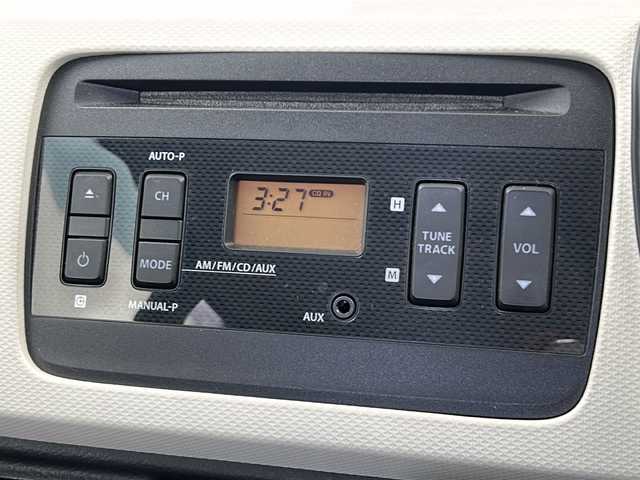 AUTO-P
CH
MODE
AM/FM/CD/AUX
MANUAL-P
3:27 CD IN
H
TUNE
TRACK
M
VOL
AUX